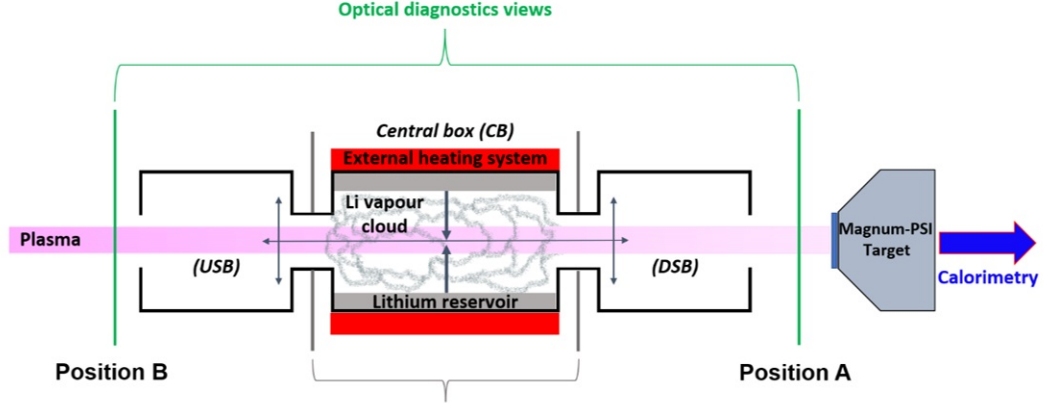 Optical diagnostics views
Central box (CB)
External heating system
Li vapour
cloud
Plasma
(USB)
(DSB)
Lithium reservoir
Magnum-PSI
Target
Calorimetry
Position B
Position A